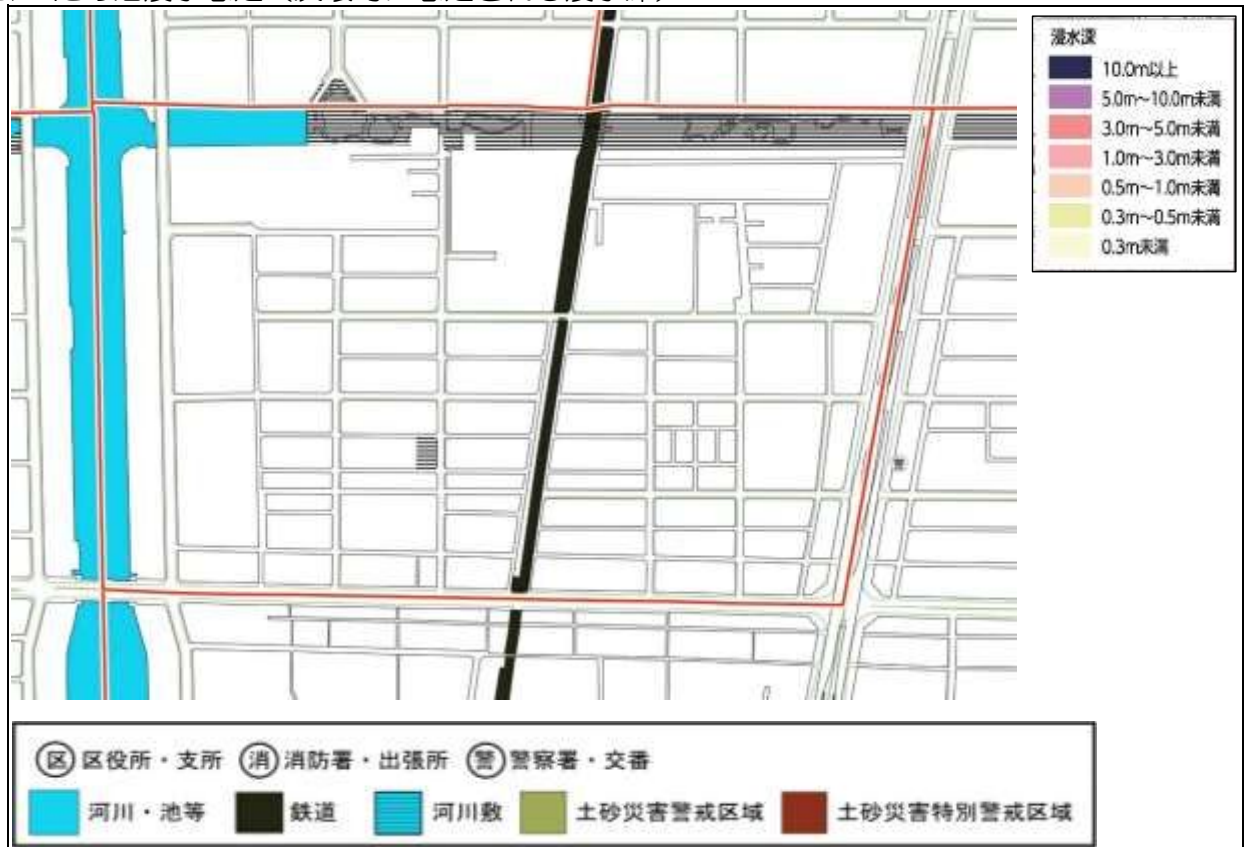 浸水深
10.0m以上
5.0m～10.0m未満
3.0m～5.0m未満
1.0m～3.0m未満
0.5m～1.0m未満
0.3m～0.5m未満
0.3m未満
区 区役所・支所 消 消防署・出張所 警 警察署・交番
河川・池等 鉄道 河川敷 土砂災害警戒区域 土砂災害特別警戒区域